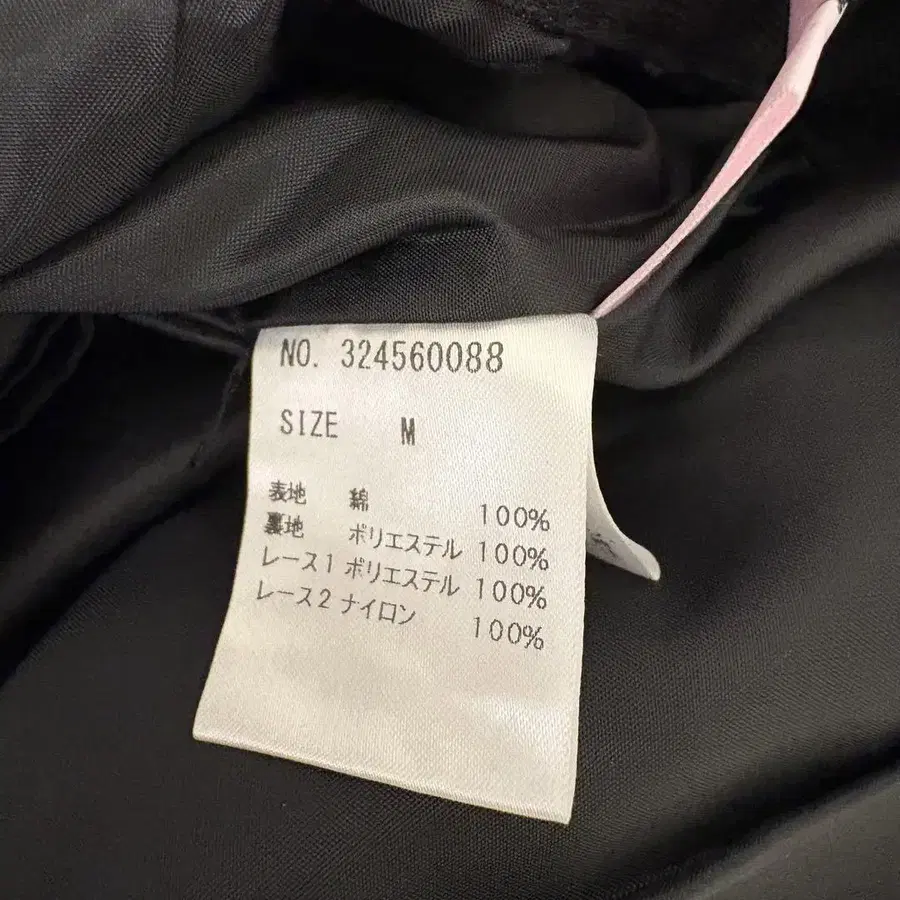 NO. 324560088
SIZE M
表地 綿 100%
裏地 ポリエステル 100%
レース1 ポリエステル 100%
レース2 ナイロン 100%